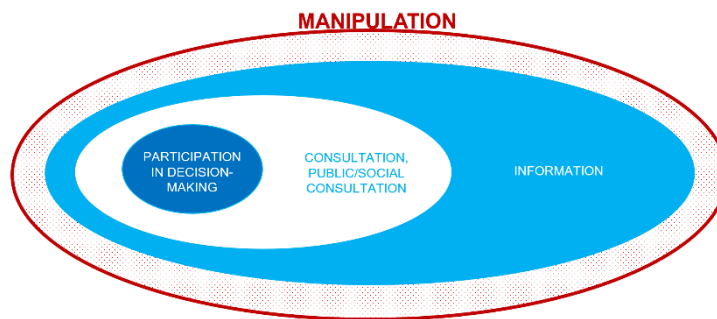 MANIPULATION
PARTICIPATION
IN DECISION-
MAKING
CONSULTATION,
PUBLIC/SOCIAL
CONSULTATION
INFORMATION